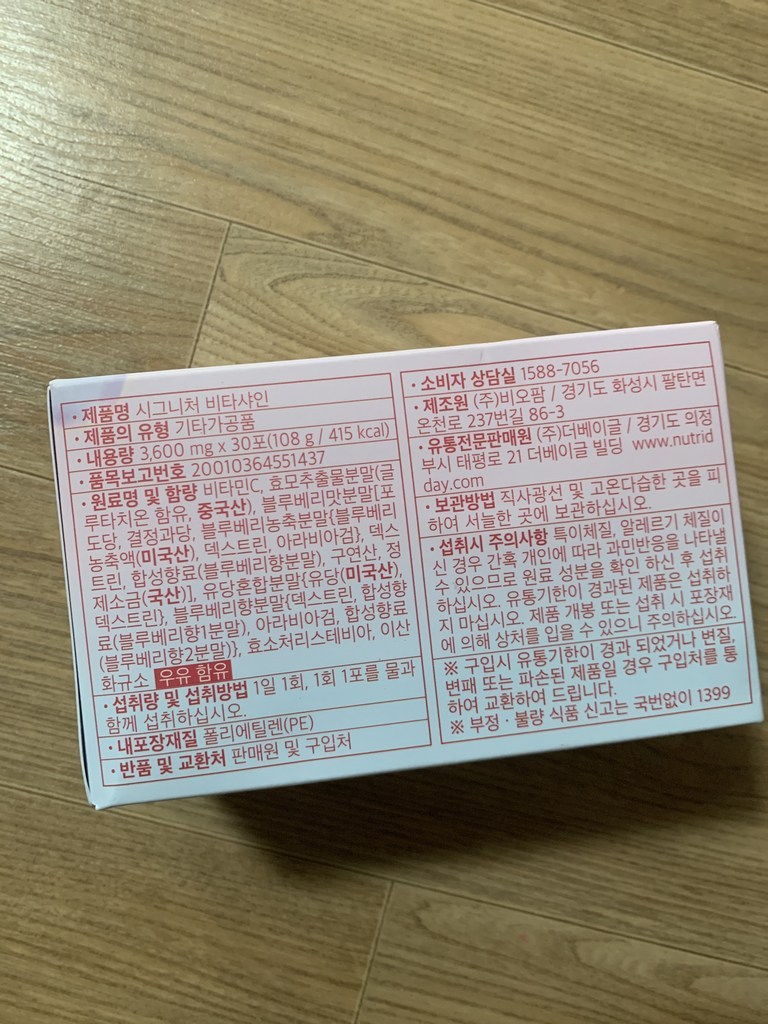 · 제품명 시그니처 비타샤인
· 제품의 유형 기타가공품
· 내용량 3,600 mg x 30포(108 g / 415 kcal)
· 품목보고번호 20010364551437
· 원료명 및 함량 비타민C, 효모추출물분말(글
루타치온 함유, 중국산), 블루베리맛분말[포
도당, 결정과당, 블루베리농축분말{블루베리
농축액(미국산), 덱스트린, 아라비아검}, 덱스
트린, 합성향료(블루베리향분말), 구연산, 정
제소금(국산)], 유당혼합분말{유당(미국산),
덱스트린}, 블루베리향분말{덱스트린, 합성향
료(블루베리향1분말), 아라비아검, 합성향료
(블루베리향2분말)}, 효소처리스테비아, 이산
화규소 우유 함유
· 섭취량 및 섭취방법 1일 1회, 1회 1포를 물과
함께 섭취하십시오.
· 내포장재질 폴리에틸렌(PE)
· 반품 및 교환처 판매원 및 구입처
· 소비자 상담실 1588-7056
· 제조원 (주)비오팜 / 경기도 화성시 팔탄면
온천로 237번길 86-3
· 유통전문판매원 (주)더베이글 / 경기도 의정
부시 태평로 21 더베이글 빌딩 www.nutrid
day.com
· 보관방법 직사광선 및 고온다습한 곳을 피
하여 서늘한 곳에 보관하십시오.
· 섭취시 주의사항 특이체질, 알레르기 체질이
신 경우 간혹 개인에 따라 과민반응을 나타낼
수 있으므로 원료 성분을 확인 하신 후 섭취
하십시오. 유통기한이 경과된 제품은 섭취하
지 마십시오. 제품 개봉 또는 섭취 시 포장재
에 의해 상처를 입을 수 있으니 주의하십시오
※ 구입시 유통기한이 경과 되었거나 변질,
변패 또는 파손된 제품일 경우 구입처를 통
하여 교환하여 드립니다.
※ 부정 · 불량 식품 신고는 국번없이 1399